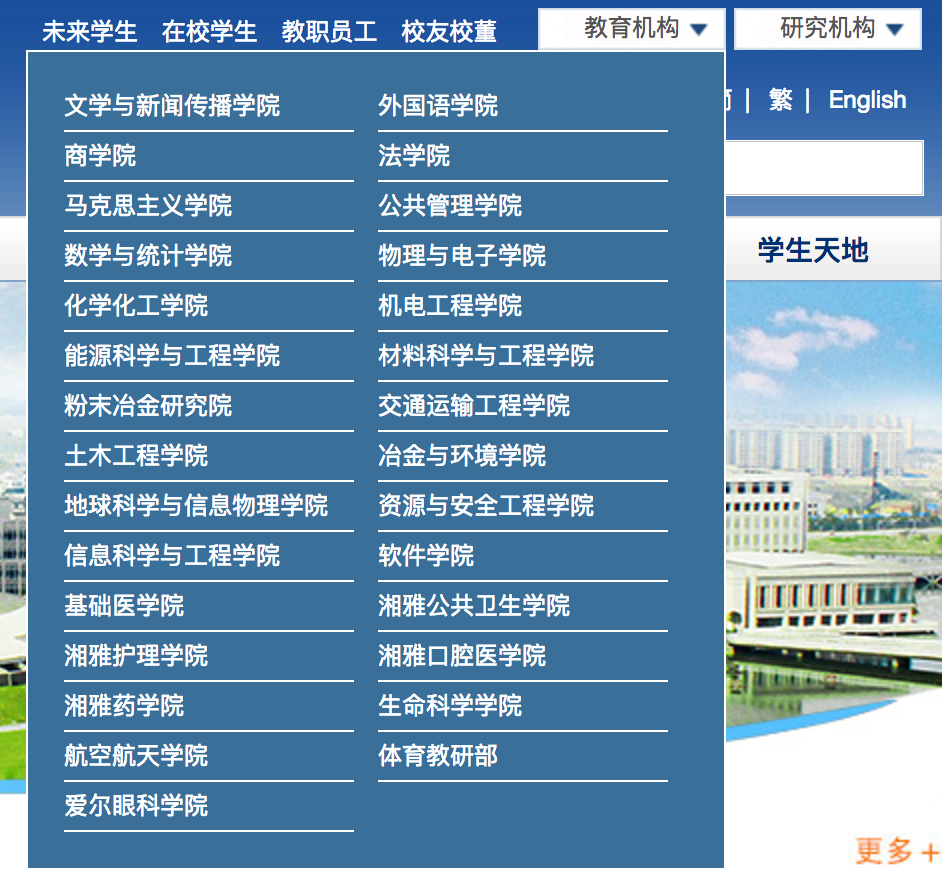 未来学生 在校学生 教职员工 校友校董 教育机构 研究机构
| 繁 | English
文学与新闻传播学院 外国语学院
商学院 法学院
马克思主义学院 公共管理学院
数学与统计学院 物理与电子学院
学生天地
化学化工学院 机电工程学院
能源科学与工程学院 材料科学与工程学院
粉末冶金研究院 交通运输工程学院
土木工程学院 冶金与环境学院
地球科学与信息物理学院 资源与安全工程学院
信息科学与工程学院 软件学院
基础医学院 湘雅公共卫生学院
湘雅护理学院 湘雅口腔医学院
湘雅药学院 生命科学学院
航空航天学院 体育教研部
爱尔眼科学院
更多+